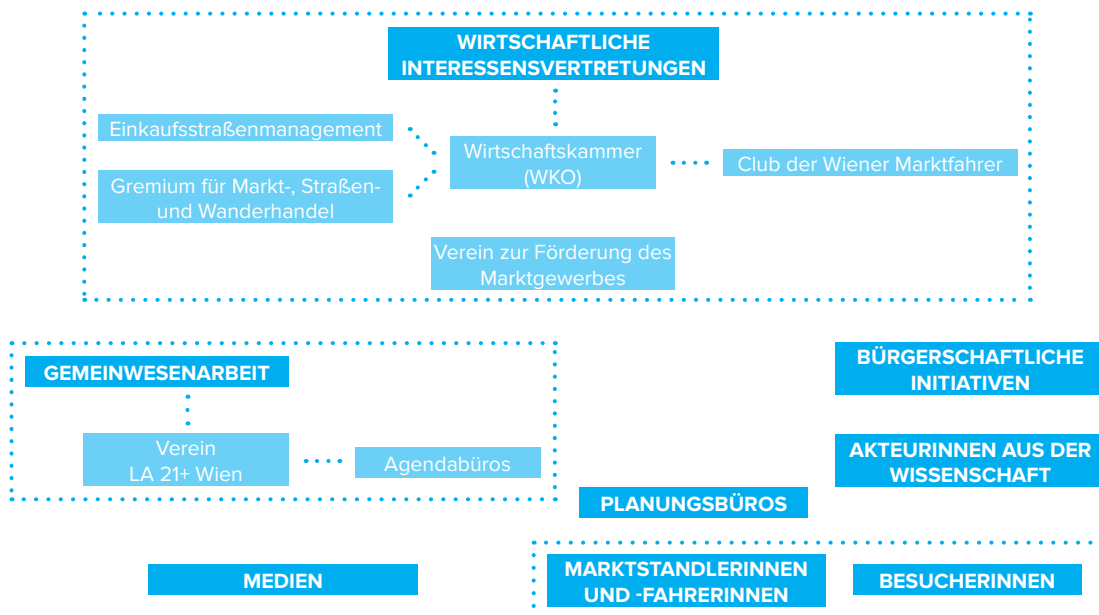 WIRTSCHAFTLICHE
INTERESSENSVERTRETUNGEN
Einkaufsstraßenmanagement
Gremium für Markt-, Straßen-
und Wanderhandel
Wirtschaftskammer
(WKO)
Club der Wiener Marktfahrer
Verein zur Förderung des
Marktgewerbes
GEMEINWESENARBEIT
Verein
LA 21+ Wien
Agendabüros
BÜRGERSCHAFTLICHE
INITIATIVEN
AKTEURINNEN AUS DER
WISSENSCHAFT
PLANUNGSBÜROS
MEDIEN
MARKTSTANDLERINNEN
UND -FAHRERINNEN
BESUCHERINNEN